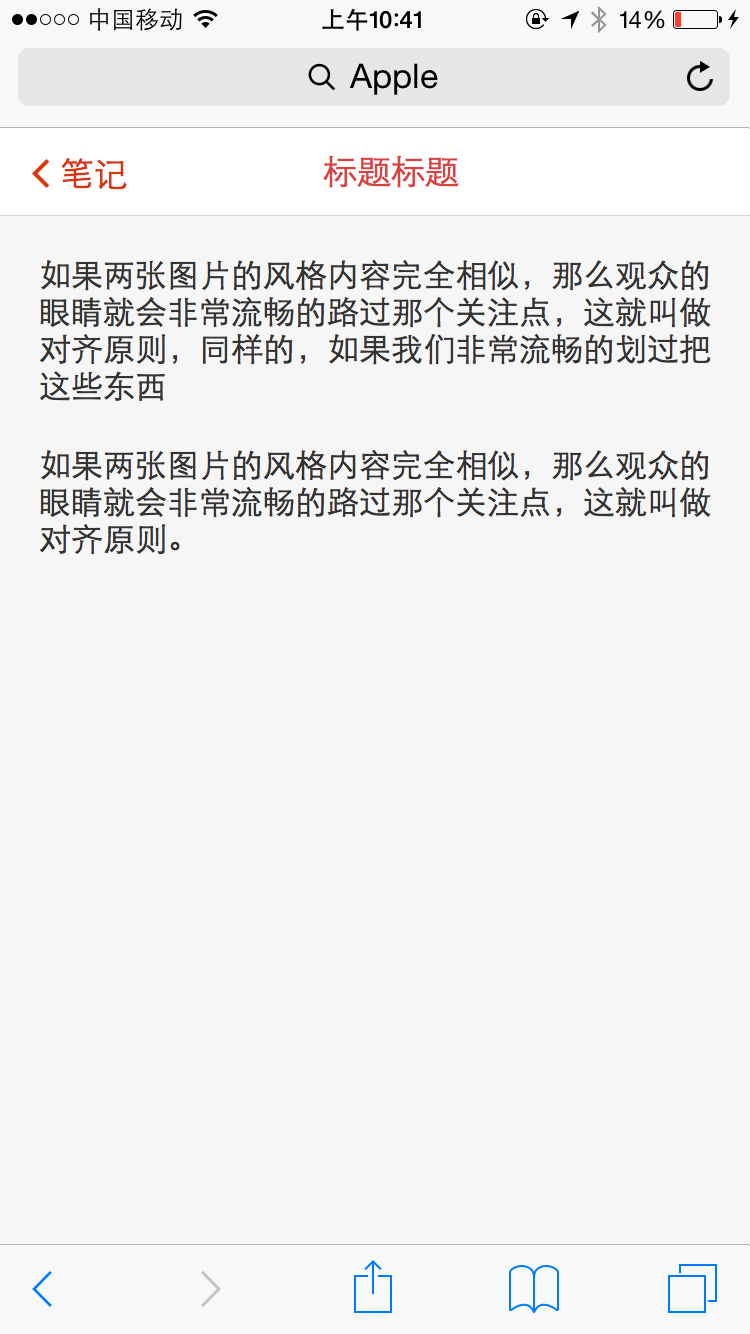 中国移动 上午10:41 14%
Apple
笔记 标题标题
如果两张图片的风格内容完全相似，那么观众的
眼睛就会非常流畅的路过那个关注点，这就叫做
对齐原则，同样的，如果我们非常流畅的划过把
这些东西
如果两张图片的风格内容完全相似，那么观众的
眼睛就会非常流畅的路过那个关注点，这就叫做
对齐原则。